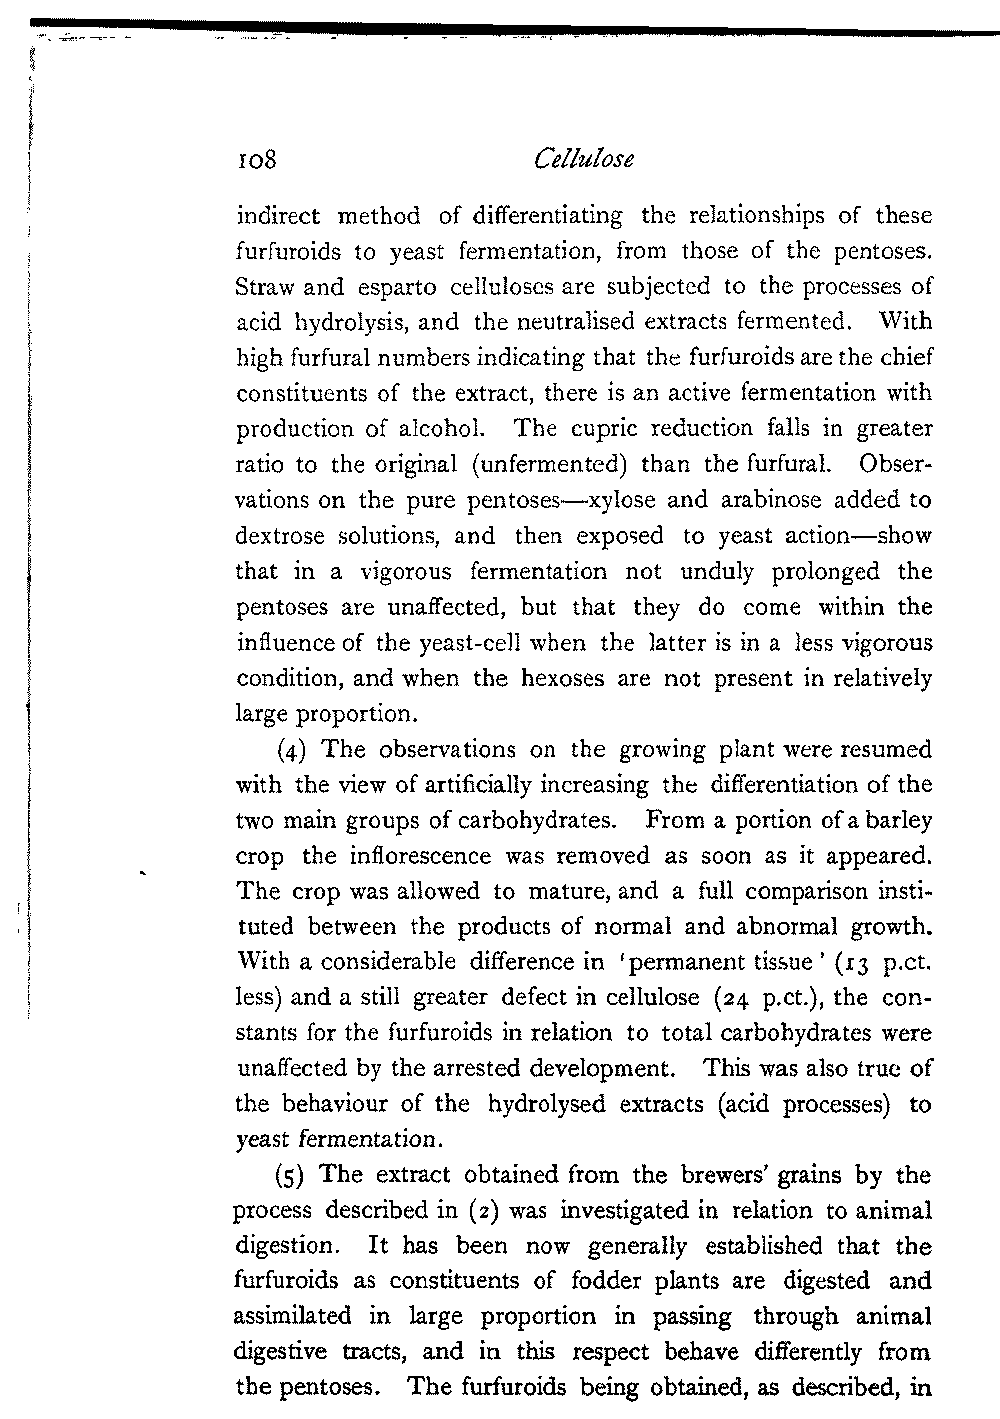 108 Cellulose
indirect method of differentiating the relationships of these
furfuroids to yeast fermentation, from those of the pentoses.
Straw and esparto celluloses are subjected to the processes of
acid hydrolysis, and the neutralised extracts fermented. With
high furfural numbers indicating that the furfuroids are the chief
constituents of the extract, there is an active fermentation with
production of alcohol. The cupric reduction falls in greater
ratio to the original (unfermented) than the furfural. Obser-
vations on the pure pentoses—xylose and arabinose added to
dextrose solutions, and then exposed to yeast action—show
that in a vigorous fermentation not unduly prolonged the
pentoses are unaffected, but that they do come within the
influence of the yeast-cell when the latter is in a less vigorous
condition, and when the hexoses are not present in relatively
large proportion.
(4) The observations on the growing plant were resumed
with the view of artificially increasing the differentiation of the
two main groups of carbohydrates. From a portion of a barley
crop the inflorescence was removed as soon as it appeared.
The crop was allowed to mature, and a full comparison insti-
tuted between the products of normal and abnormal growth.
With a considerable difference in 'permanent tissue' (13 p.ct.
less) and a still greater defect in cellulose (24 p.ct.), the con-
stants for the furfuroids in relation to total carbohydrates were
unaffected by the arrested development. This was also true of
the behaviour of the hydrolysed extracts (acid processes) to
yeast fermentation.
(5) The extract obtained from the brewers' grains by the
process described in (2) was investigated in relation to animal
digestion. It has been now generally established that the
furfuroids as constituents of fodder plants are digested and
assimilated in large proportion in passing through animal
digestive tracts, and in this respect behave differently from
the pentoses. The furfuroids being obtained, as described, in